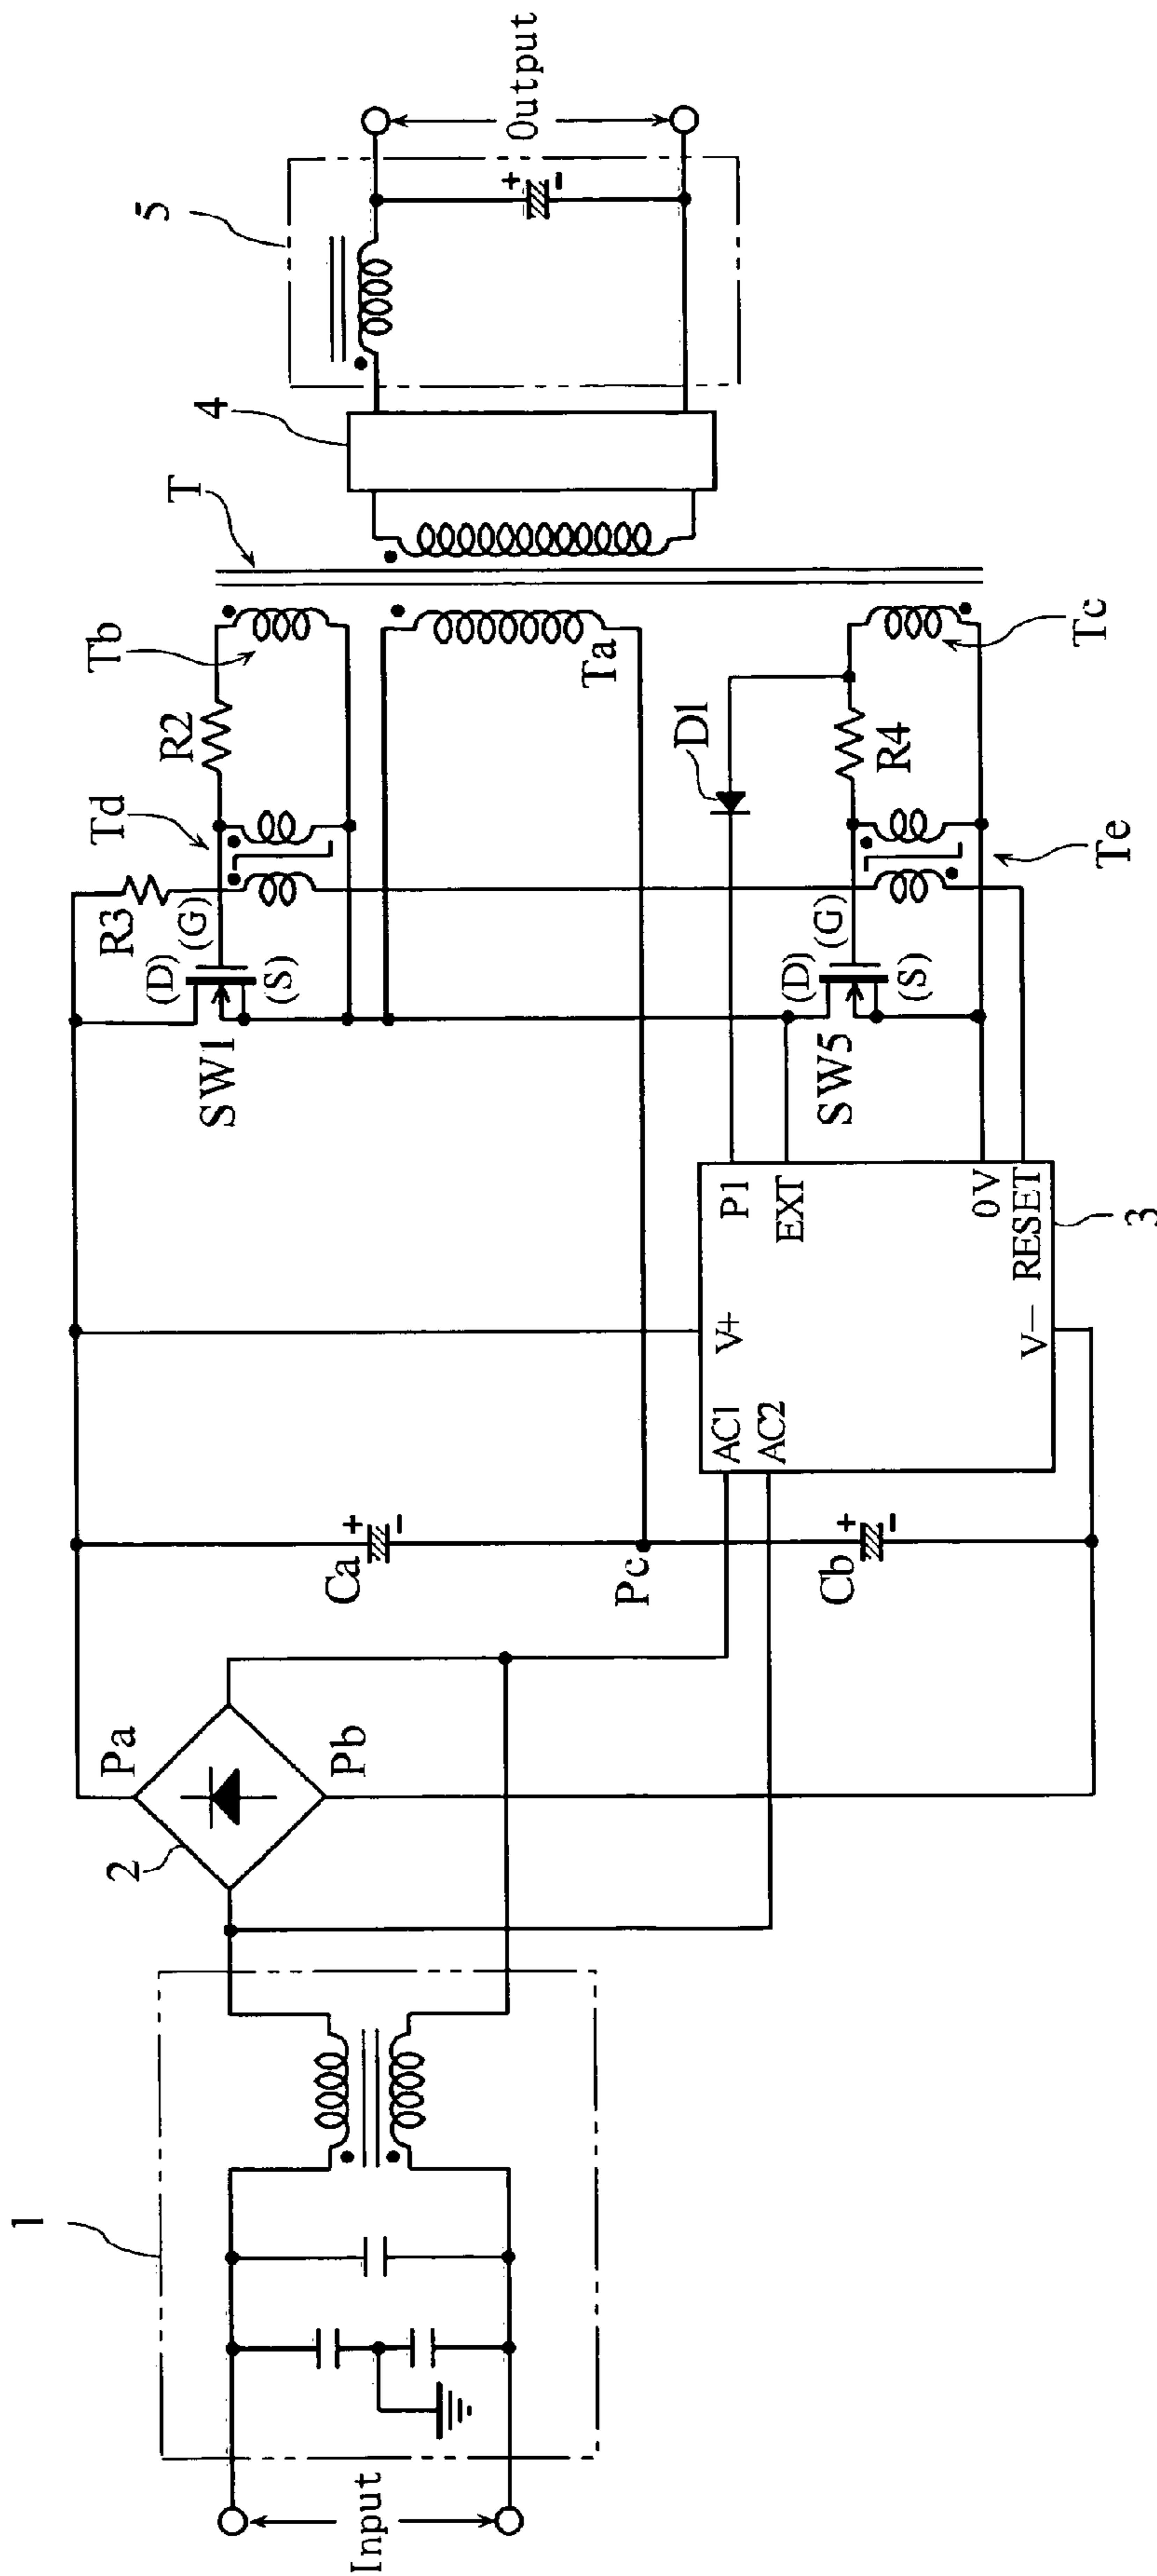 Input
1
2
Pa
Pb
Ca
Pc
Cb
AC1
AC2
V+
V−
P1
EXT
0V
RESET
3
SW1
(D)
(G)
(S)
R3
Td
R2
Tb
Ta
SW5
(D)
(G)
(S)
D1
R4
Te
Tc
T
4
5
Output
+
-
+
-
+
-